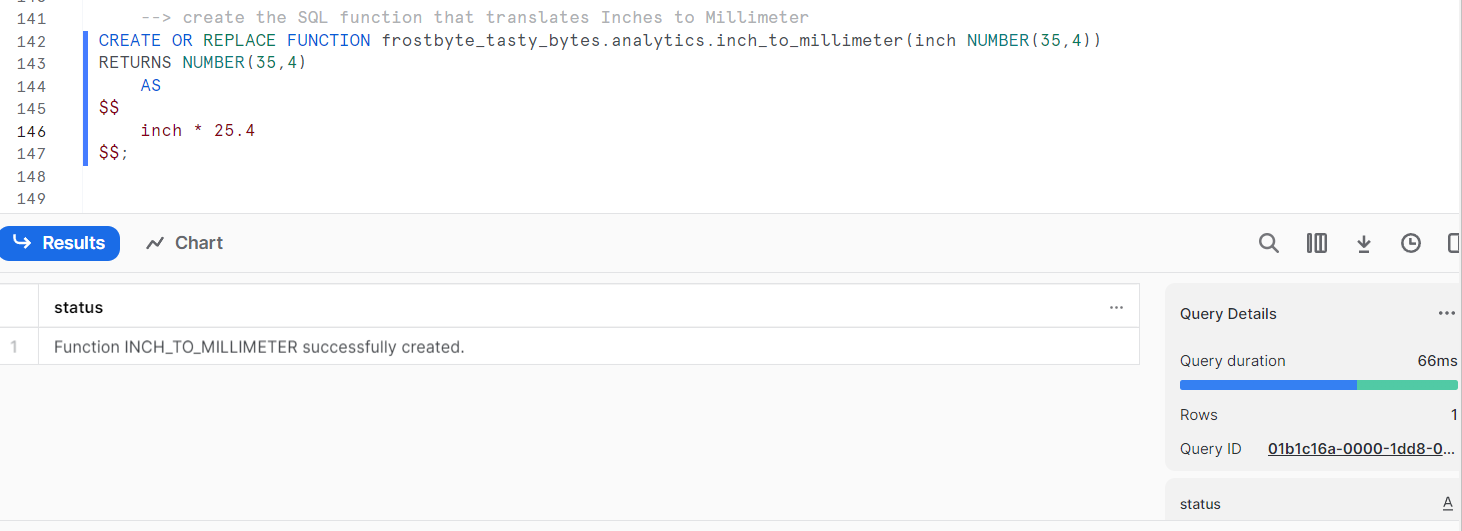 141 --> create the SQL function that translates Inches to Millimeter
142 CREATE OR REPLACE FUNCTION frostbyte_tasty_bytes.analytics.inch_to_millimeter(inch NUMBER(35,4))
143 RETURNS NUMBER(35,4)
144 AS
145 $$
146 inch * 25.4
147 $$;
148
149
Results Chart
status ...
1 Function INCH_TO_MILLIMETER successfully created.
Query Details ...
Query duration 66ms
Rows 1
Query ID 01b1c16a-0000-1dd8-0...
status A